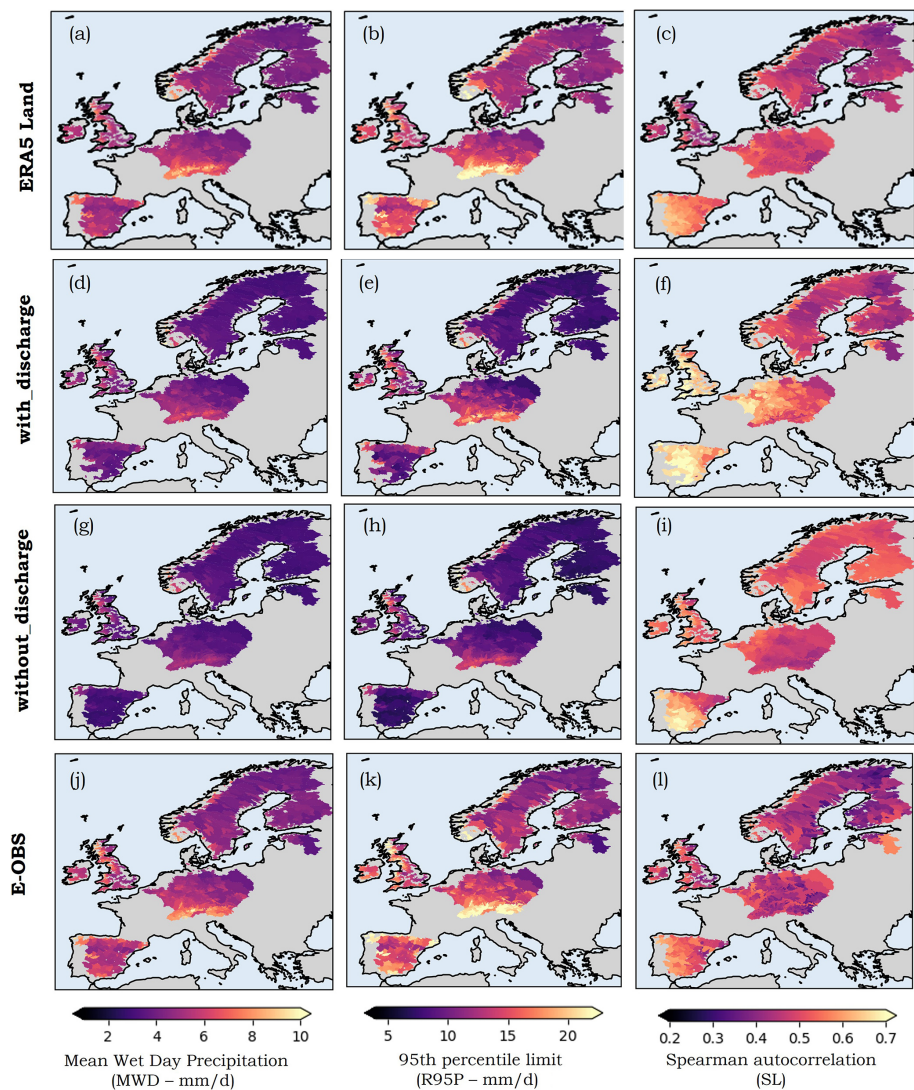 (a) (b) (c)
ERA5 Land
(d) (e) (f)
with_discharge
(g) (h) (i)
without_discharge
(j) (k) (l)
E-OBS
2 4 6 8 10
5 10 15 20
0.2 0.3 0.4 0.5 0.6 0.7
Mean Wet Day Precipitation
(MWD – mm/d)
95th percentile limit
(R95P – mm/d)
Spearman autocorrelation
(SL)